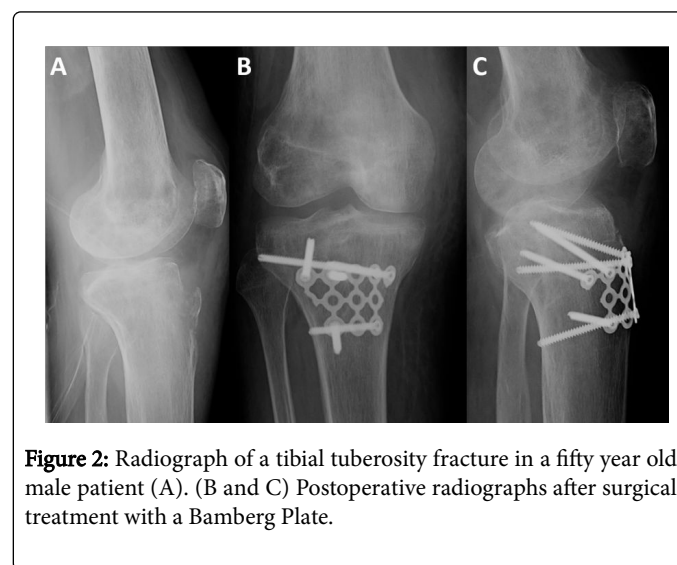 A B C
Figure 2: Radiograph of a tibial tuberosity fracture in a fifty year old
male patient (A). (B and C) Postoperative radiographs after surgical
treatment with a Bamberg Plate.